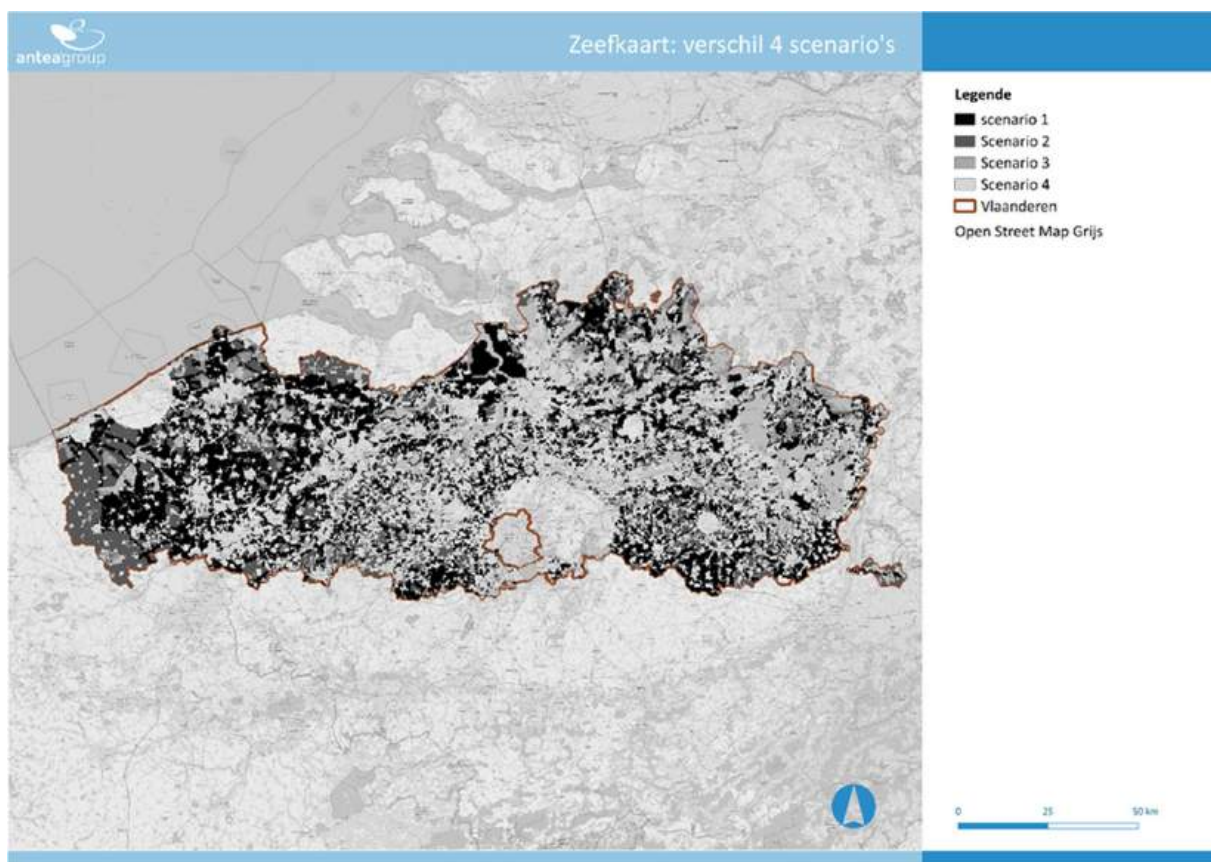 anteagroup
Zeefkaart: verschil 4 scenario's
Legende
scenario 1
Scenario 2
Scenario 3
Scenario 4
Vlaanderen
Open Street Map Grijs
0 25 50 km